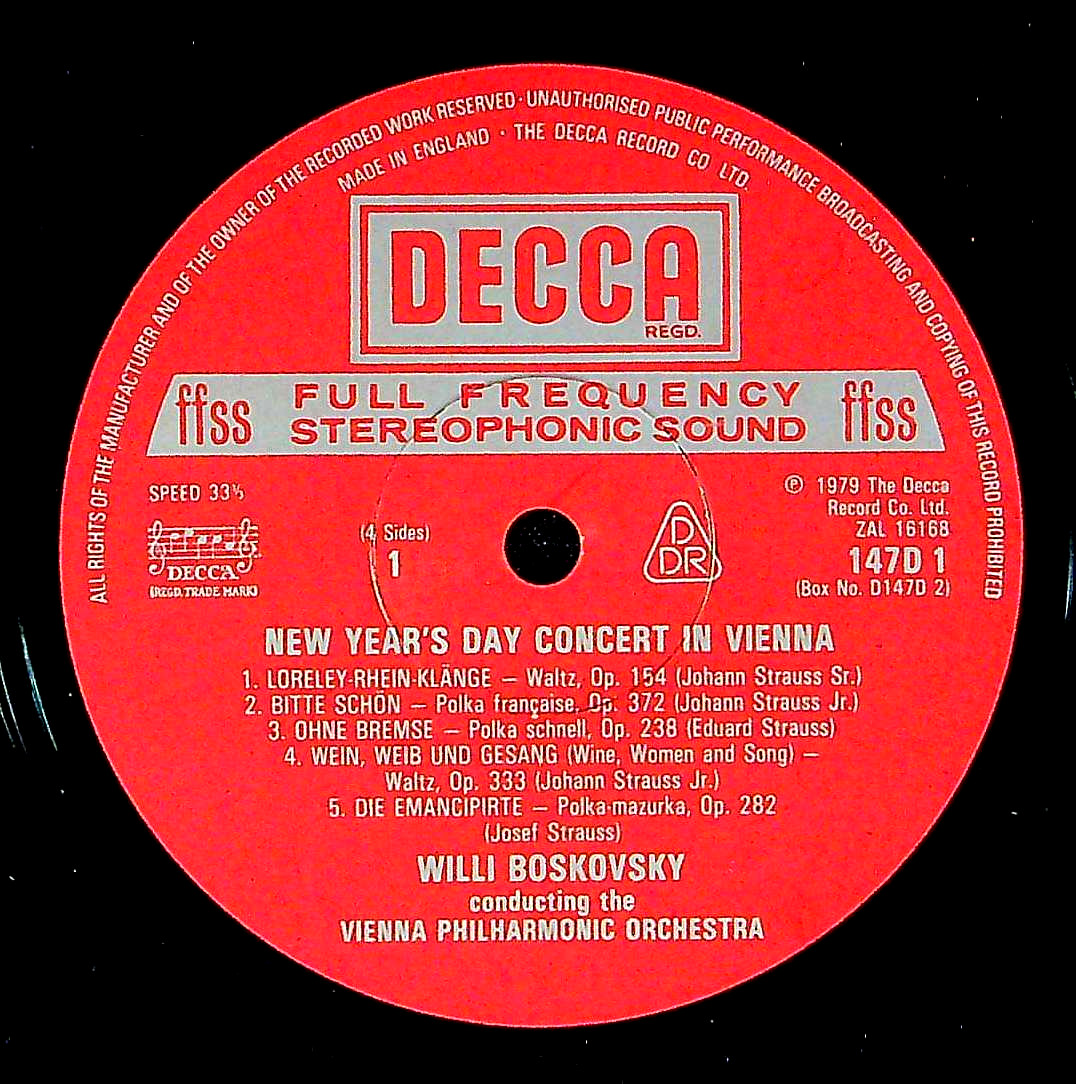 ALL RIGHTS OF THE MANUFACTURER AND OF THE OWNER OF THE RECORDED WORK RESERVED · UNAUTHORISED PUBLIC PERFORMANCE BROADCASTING AND COPYING OF THIS RECORD PROHIBITED
MADE IN ENGLAND · THE DECCA RECORD CO LTD.
DECCA
REGD.
ffss FULL FREQUENCY ffss
STEREOPHONIC SOUND
SPEED 33⅓
DECCA
(REGD. TRADE MARK)
(4 Sides)
1
D
DR
℗ 1979 The Decca
Record Co. Ltd.
ZAL 16168
147D 1
(Box No. D147D 2)
NEW YEAR'S DAY CONCERT IN VIENNA
1. LORELEY-RHEIN-KLÄNGE — Waltz, Op. 154 (Johann Strauss Sr.)
2. BITTE SCHÖN — Polka française, Op. 372 (Johann Strauss Jr.)
3. OHNE BREMSE — Polka schnell, Op. 238 (Eduard Strauss)
4. WEIN, WEIB UND GESANG (Wine, Women and Song) —
Waltz, Op. 333 (Johann Strauss Jr.)
5. DIE EMANCIPIRTE — Polka-mazurka, Op. 282
(Josef Strauss)
WILLI BOSKOVSKY
conducting the
VIENNA PHILHARMONIC ORCHESTRA